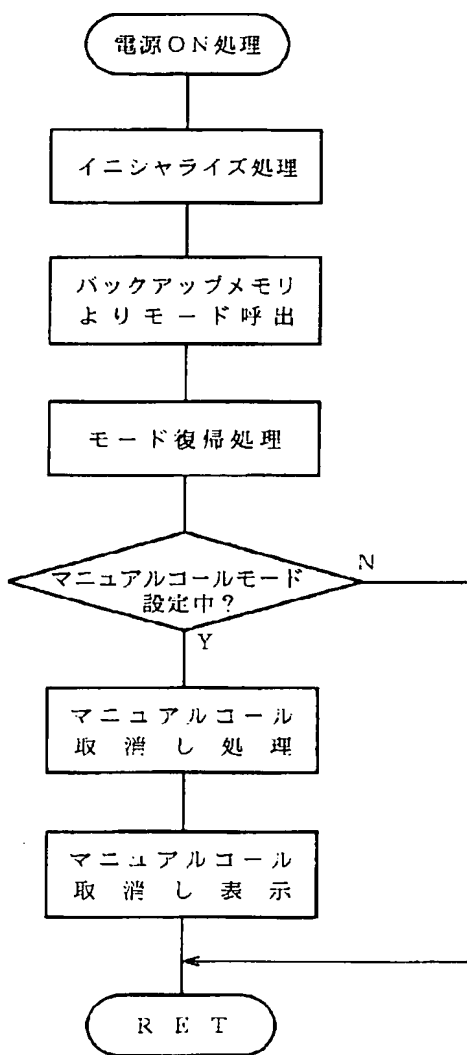 電源ON処理
イニシャライズ処理
バックアップメモリ
よりモード呼出
モード復帰処理
マニュアルコールモード
設定中?
N
Y
マニュアルコール
取消し処理
マニュアルコール
取消し表示
RET